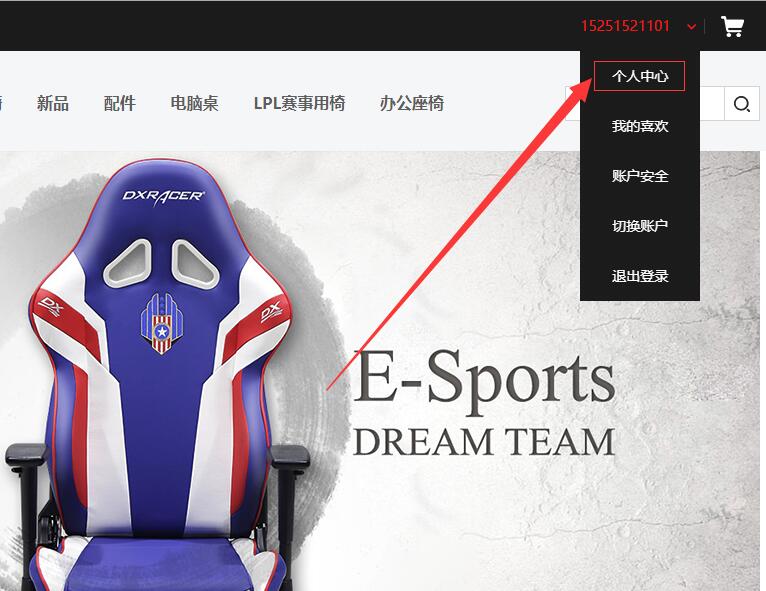 15251521101
个人中心
新品 配件 电脑桌 LPL赛事用椅 办公座椅
我的喜欢
账户安全
切换账户
退出登录
DXRACER
DX
DX
E-Sports
DREAM TEAM